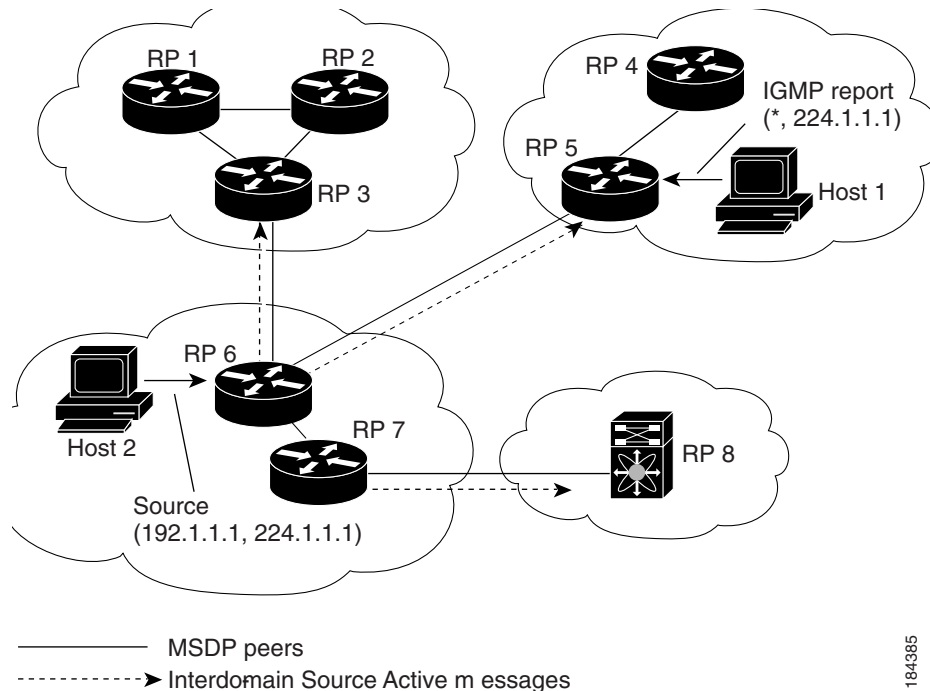 RP 1
RP 2
RP 3
RP 4
IGMP report
(*, 224.1.1.1)
RP 5
Host 1
RP 6
Host 2
RP 7
RP 8
Source
(192.1.1.1, 224.1.1.1)
MSDP peers
Interdomain Source Active m essages
184385